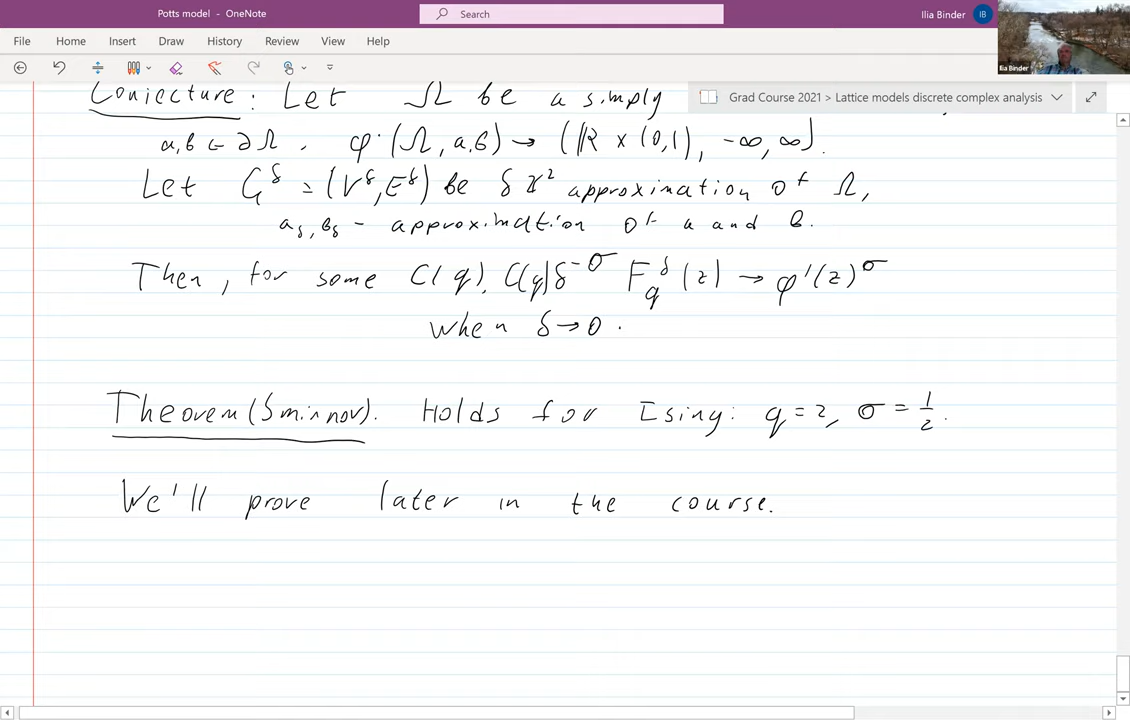 Potts model - OneNote
Search
Ilia Binder
IB
File Home Insert Draw History Review View Help
Ilia Binder
Grad Course 2021 > Lattice models discrete complex analysis
Conjecture: Let Ω be a simply
a,b ∈ ∂Ω. φ: (Ω, a, b) → (ℝ × (0,1), -∞, ∞).
Let G^δ = (V^δ, E^δ) be δℤ² approximation of Ω,
a_δ, b_δ - approximation of a and b.
Then, for some C(q), C(q)δ^{-σ} F_q^δ(z) → φ'(z)^σ
when δ→0.
Theorem (Smirnov). Holds for Ising: q=2, σ = 1/2.
We'll prove later in the course.